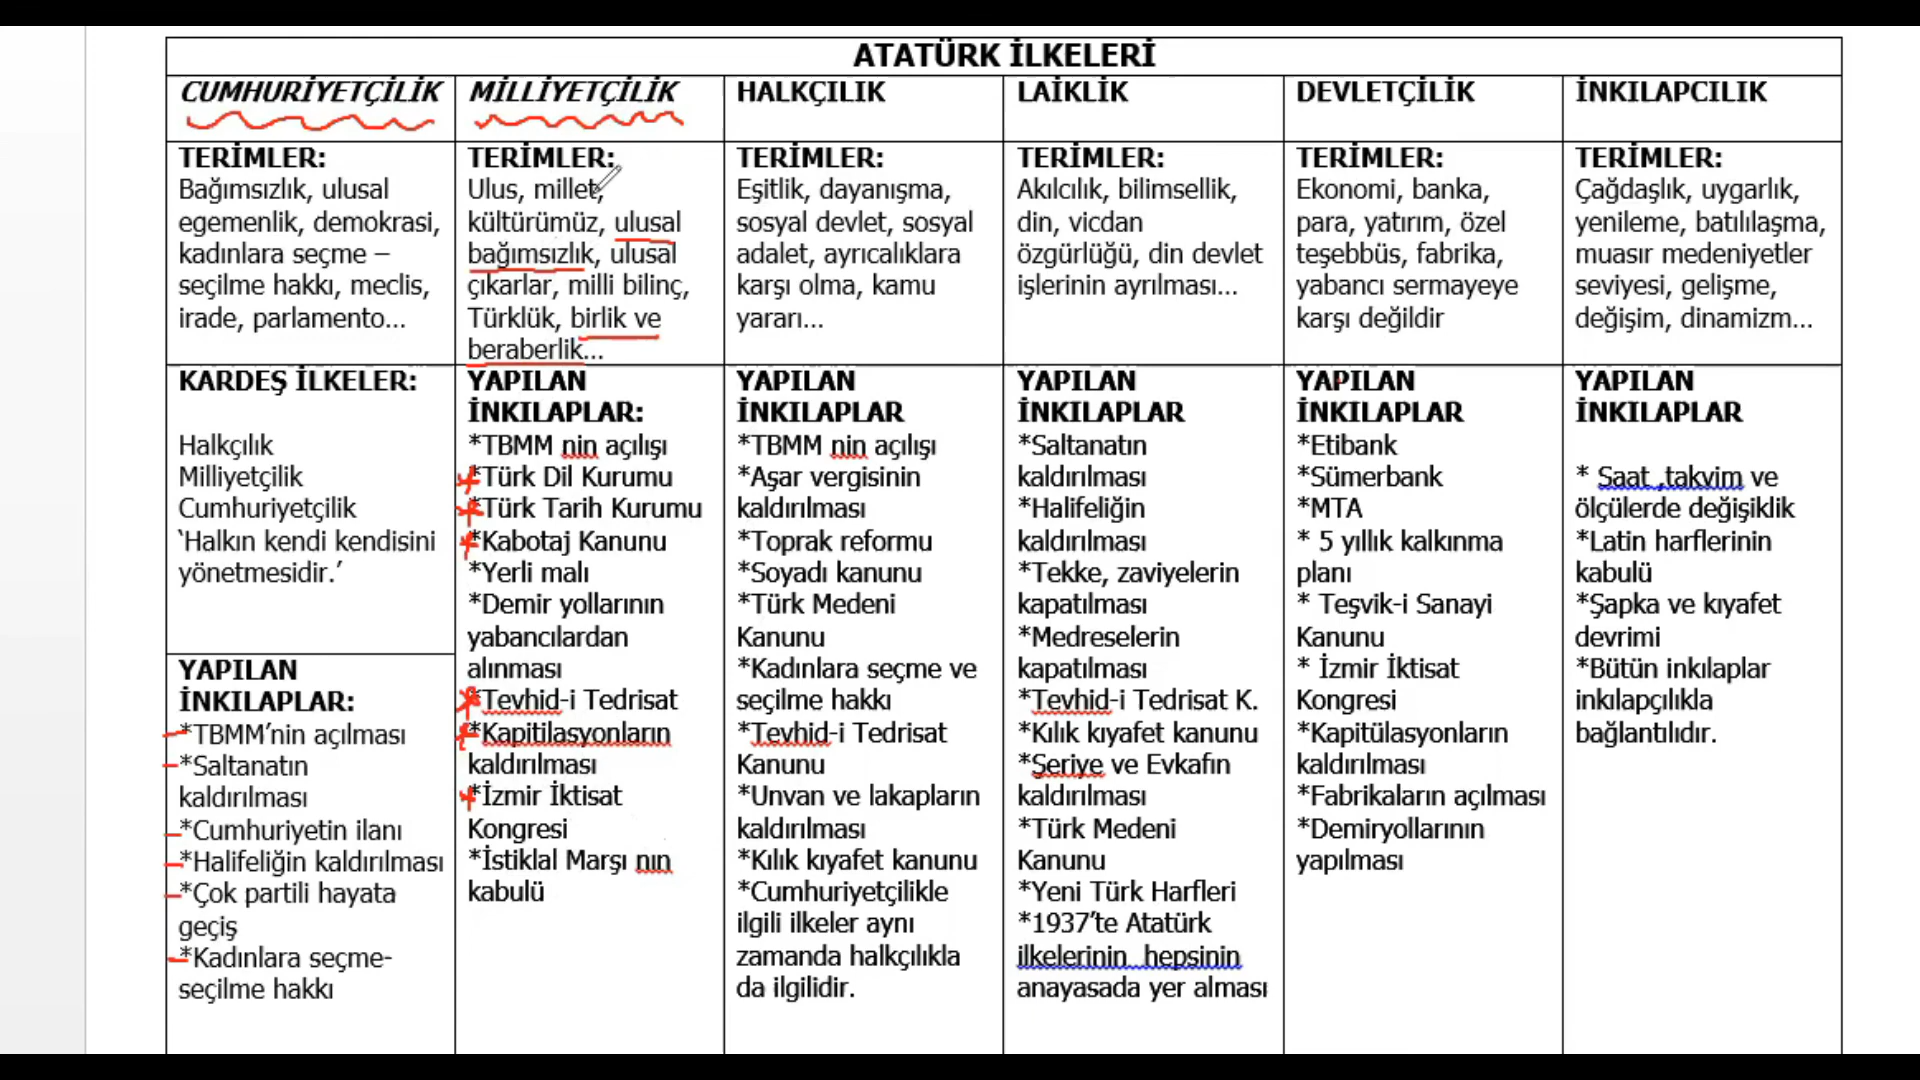 ATATÜRK İLKELERİ
CUMHURİYETÇİLİK
MİLLİYETÇİLİK
HALKÇILIK
LAİKLİK
DEVLETÇİLİK
İNKILAPCILIK
TERİMLER:
Bağımsızlık, ulusal
egemenlik, demokrasi,
kadınlara seçme –
seçilme hakkı, meclis,
irade, parlamento…
TERİMLER:
Ulus, millet,
kültürümüz, ulusal
bağımsızlık, ulusal
çıkarlar, milli bilinç,
Türklük, birlik ve
beraberlik…
TERİMLER:
Eşitlik, dayanışma,
sosyal devlet, sosyal
adalet, ayrıcalıklara
karşı olma, kamu
yararı…
TERİMLER:
Akılcılık, bilimsellik,
din, vicdan
özgürlüğü, din devlet
işlerinin ayrılması…
TERİMLER:
Ekonomi, banka,
para, yatırım, özel
teşebbüs, fabrika,
yabancı sermayeye
karşı değildir
TERİMLER:
Çağdaşlık, uygarlık,
yenileme, batılılaşma,
muasır medeniyetler
seviyesi, gelişme,
değişim, dinamizm…
KARDEŞ İLKELER:
Halkçılık
Milliyetçilik
Cumhuriyetçilik
‘Halkın kendi kendisini
yönetmesidir.’
YAPILAN
İNKILAPLAR:
*TBMM’nin açılması
*Saltanatın
kaldırılması
*Cumhuriyetin ilanı
*Halifeliğin kaldırılması
*Çok partili hayata
geçiş
*Kadınlara seçme-
seçilme hakkı
YAPILAN
İNKILAPLAR:
*TBMM nin açılışı
*Türk Dil Kurumu
*Türk Tarih Kurumu
*Kabotaj Kanunu
*Yerli malı
*Demir yollarının
yabancılardan
alınması
*Tevhid-i Tedrisat
*Kapitilasyonların
kaldırılması
*İzmir İktisat
Kongresi
*İstiklal Marşı nın
kabulü
YAPILAN
İNKILAPLAR
*TBMM nin açılışı
*Aşar vergisinin
kaldırılması
*Toprak reformu
*Soyadı kanunu
*Türk Medeni
Kanunu
*Kadınlara seçme ve
seçilme hakkı
*Tevhid-i Tedrisat
Kanunu
*Unvan ve lakapların
kaldırılması
*Kılık kıyafet kanunu
*Cumhuriyetçilikle
ilgili ilkeler aynı
zamanda halkçılıkla
da ilgilidir.
YAPILAN
İNKILAPLAR
*Saltanatın
kaldırılması
*Halifeliğin
kaldırılması
*Tekke, zaviyelerin
kapatılması
*Medreselerin
kapatılması
*Tevhid-i Tedrisat K.
*Kılık kıyafet kanunu
*Şeriye ve Evkafın
kaldırılması
*Türk Medeni
Kanunu
*Yeni Türk Harfleri
*1937’te Atatürk
ilkelerinin hepsinin
anayasada yer alması
YAPILAN
İNKILAPLAR
*Etibank
*Sümerbank
*MTA
* 5 yıllık kalkınma
planı
* Teşvik-i Sanayi
Kanunu
* İzmir İktisat
Kongresi
*Kapitülasyonların
kaldırılması
*Fabrikaların açılması
*Demiryollarının
yapılması
YAPILAN
İNKILAPLAR
* Saat ,takvim ve
ölçülerde değişiklik
*Latin harflerinin
kabulü
*Şapka ve kıyafet
devrimi
*Bütün inkılaplar
inkılapçılıkla
bağlantılıdır.